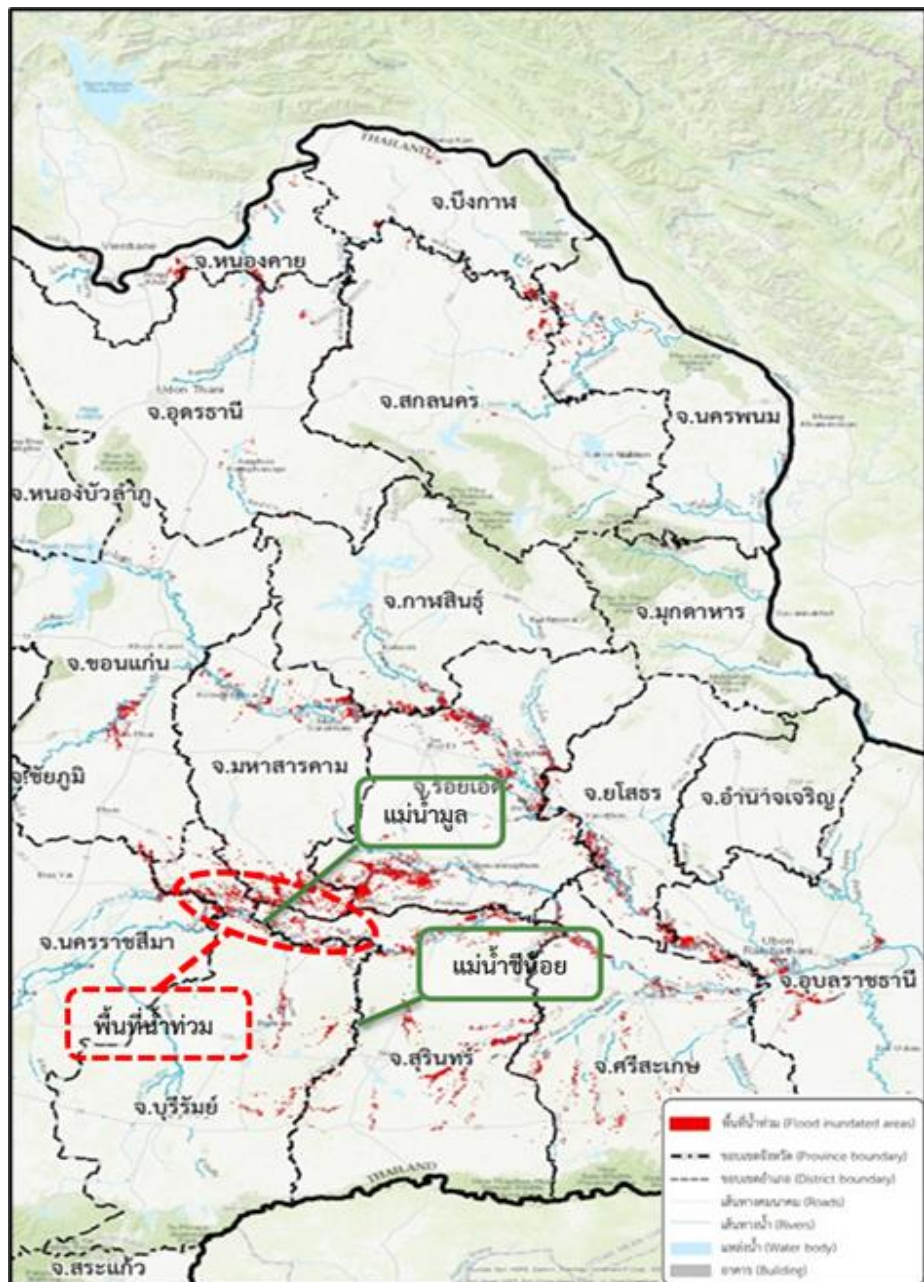 THAILAND
จ.บึงกาฬ
Vientiane
จ.หนองคาย
Udon Thani
จ.อุดรธานี
จ.สกลนคร
จ.นครพนม
จ.หนองบัวลำภู
จ.กาฬสินธุ์
จ.มุกดาหาร
Khon Kaen
จ.ขอนแก่น
จ.ชัยภูมิ
จ.มหาสารคาม
จ.ร้อยเอ็ด
จ.ยโสธร
จ.อำนาจเจริญ
แม่น้ำมูล
จ.นครราชสีมา
แม่น้ำชีน้อย
Ubon
Ratchathani
จ.อุบลราชธานี
พื้นที่น้ำท่วม
จ.สุรินทร์
จ.ศรีสะเกษ
จ.บุรีรัมย์
THAILAND
จ.สระแก้ว
พื้นที่น้ำท่วม (Flood inundated areas)
ขอบเขตจังหวัด (Province boundary)
ขอบเขตอำเภอ (District boundary)
เส้นทางคมนาคม (Roads)
เส้นทางน้ำ (Rivers)
แหล่งน้ำ (Water body)
อาคาร (Building)